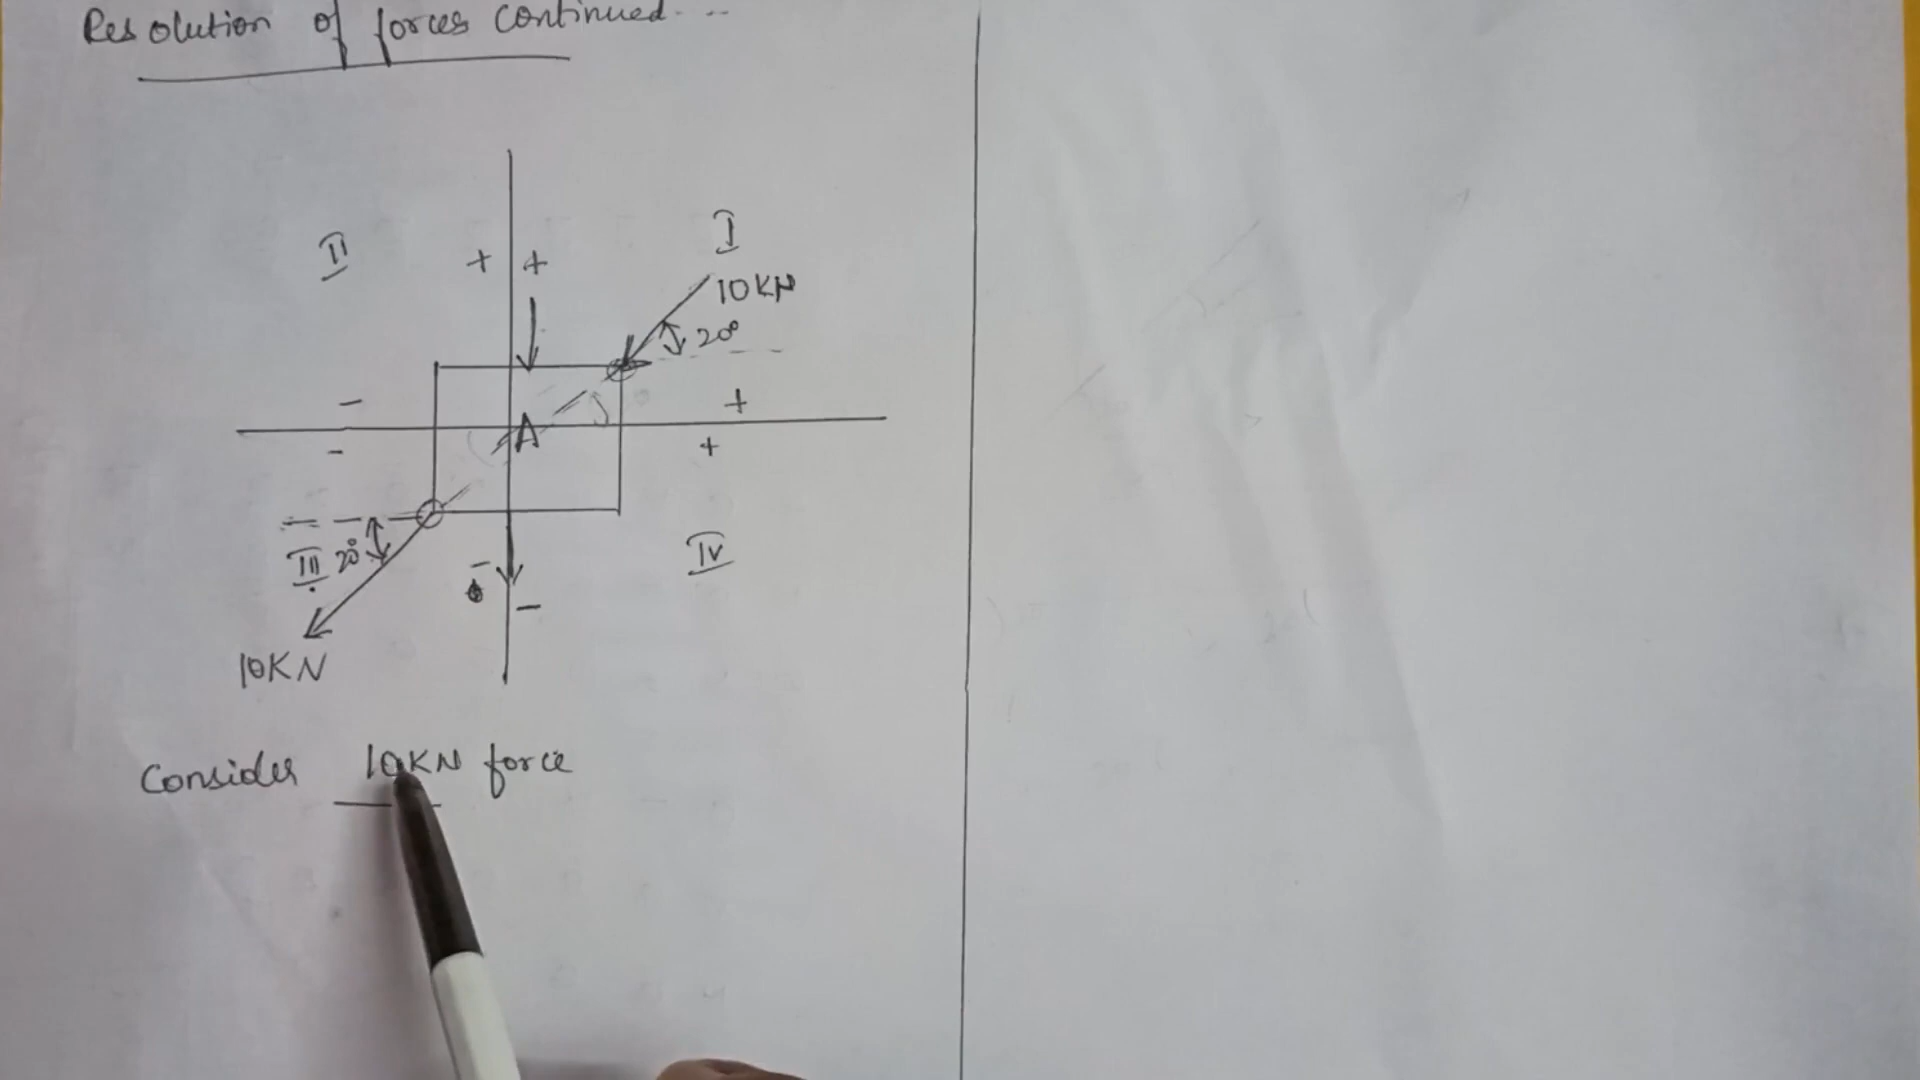 Resolution of forces continued...
II
+ +
I
10KN
20°
-
+
A
-
+
III 20°
IV
-
-
10KN
Consider 10KN force